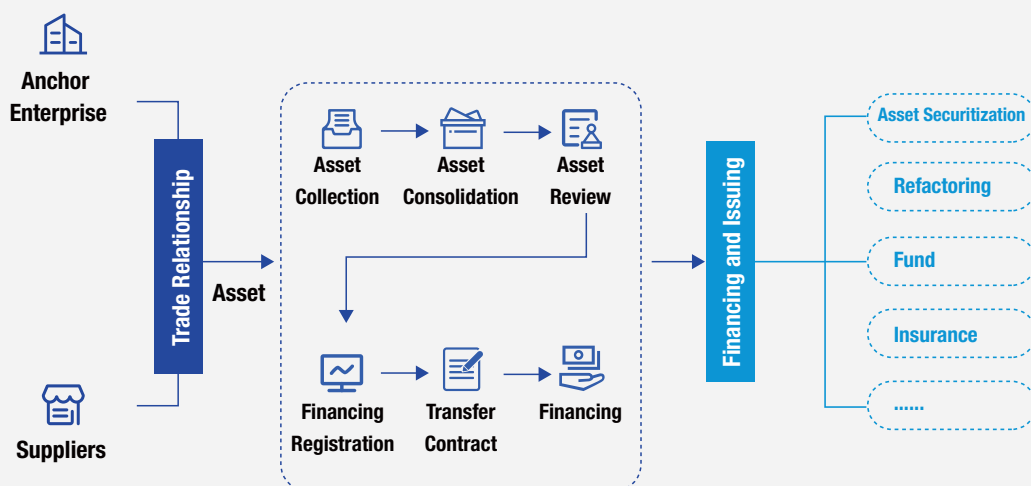 Anchor
Enterprise
Suppliers
Trade Relationship
Asset
Asset
Collection
Asset
Consolidation
Asset
Review
Financing
Registration
Transfer
Contract
Financing
Financing and Issuing
Asset Securitization
Refactoring
Fund
Insurance
......